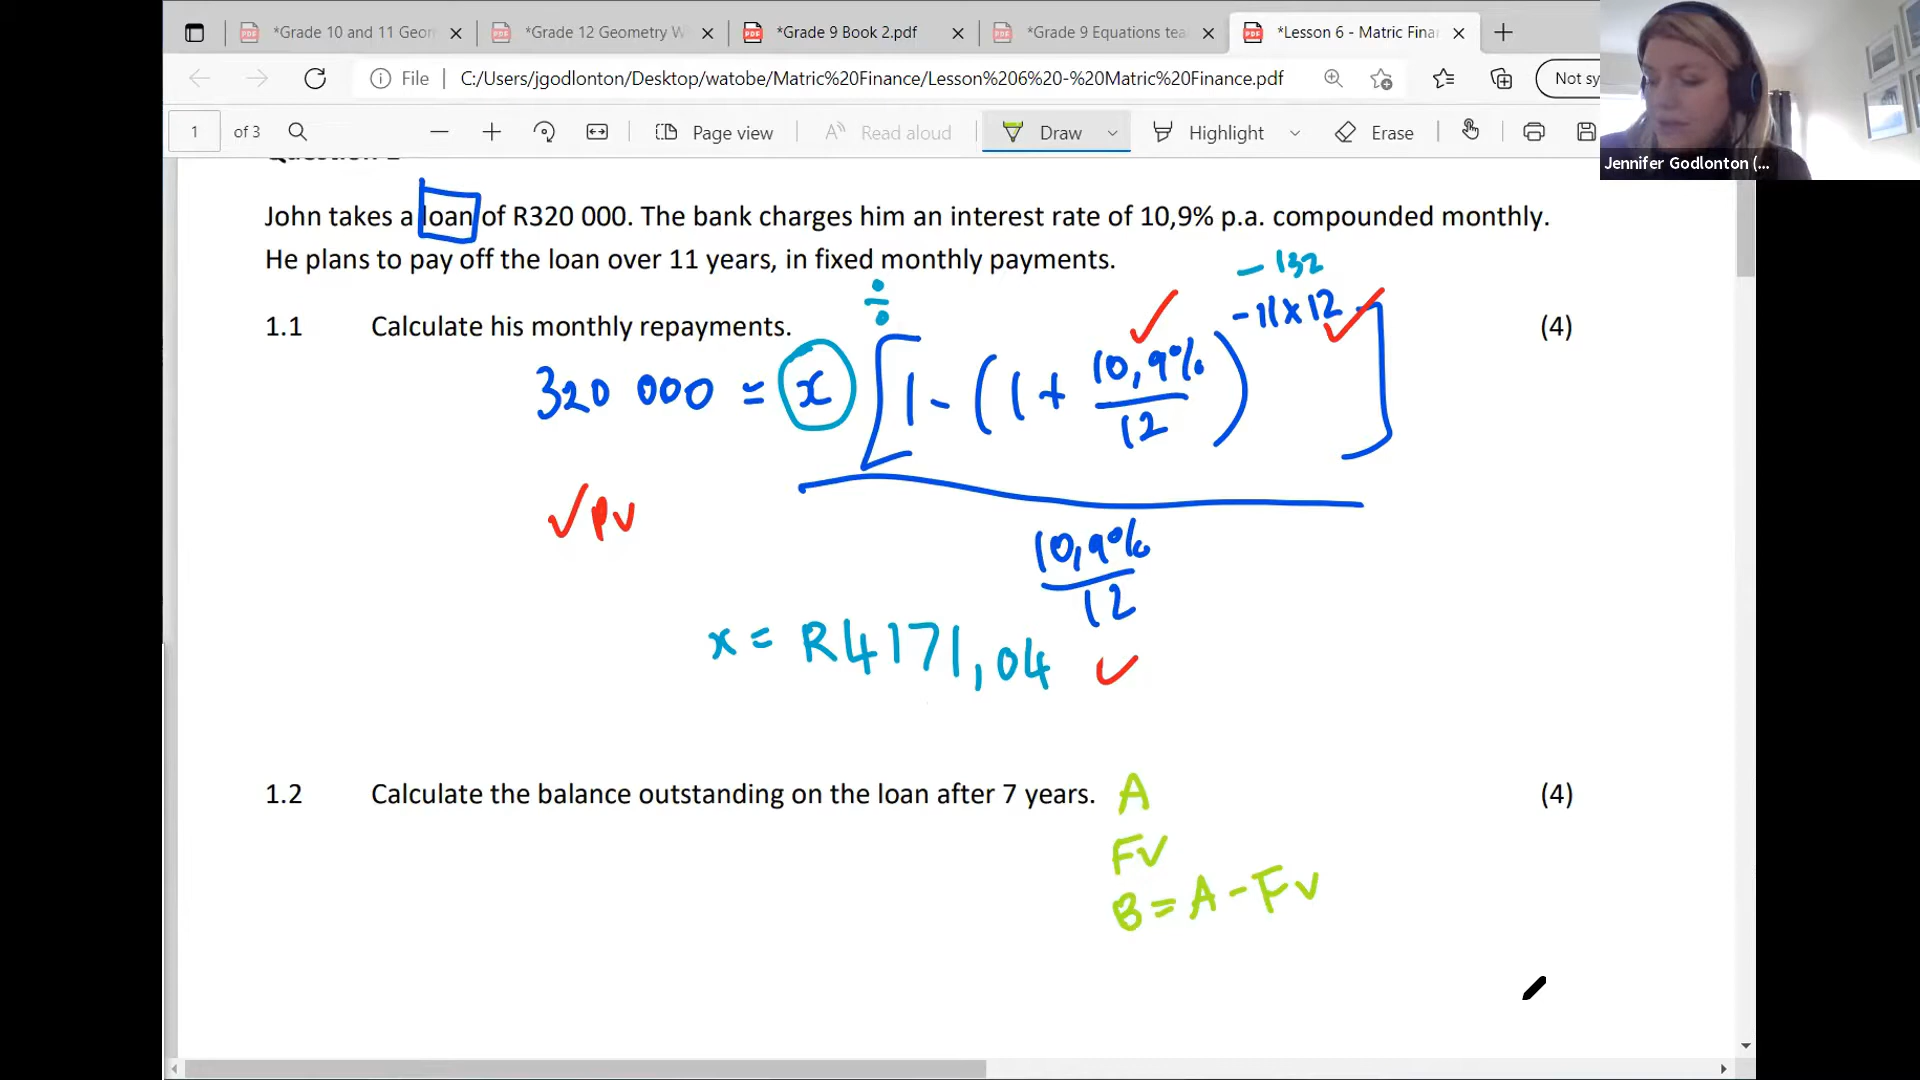 *Grade 10 and 11 Geor
*Grade 12 Geometry W
*Grade 9 Book 2.pdf
*Grade 9 Equations tea
*Lesson 6 - Matric Fina
File
C:/Users/jgodlonton/Desktop/watobe/Matric%20Finance/Lesson%206%20-%20Matric%20Finance.pdf
Not sy
1 of 3
Page view
Read aloud
Draw
Highlight
Erase
Jennifer Godlonton (...
John takes a loan of R320 000. The bank charges him an interest rate of 10,9% p.a. compounded monthly.
He plans to pay off the loan over 11 years, in fixed monthly payments.
1.1 Calculate his monthly repayments. (4)
÷
- 132
320 000 = x [ 1 - ( 1 + 10,9% / 12 ) -11x12 ]
10,9%
12
✓ PV
x = R4171,04 ✓
1.2 Calculate the balance outstanding on the loan after 7 years. (4)
A
Fv
B = A - Fv